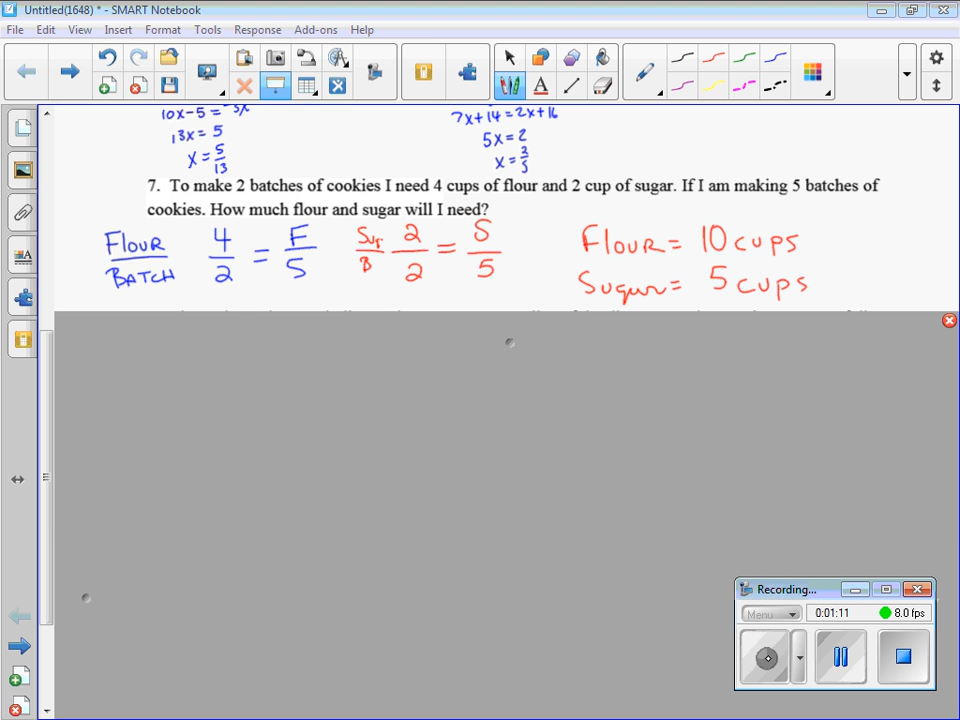 Untitled(1648) * - SMART Notebook
File Edit View Insert Format Tools Response Add-ons Help
10x-5 = -3x
13x = 5
x = 5/13
7x+14 = 2x+16
5x = 2
x = 2/5
7. To make 2 batches of cookies I need 4 cups of flour and 2 cup of sugar. If I am making 5 batches of
cookies. How much flour and sugar will I need?
FLOUR/BATCH 4/2 = F/5
Sug/B 2/2 = S/5
Flour = 10 cups
Sugar = 5 cups
Recording...
Menu 0:01:11 8.0 fps